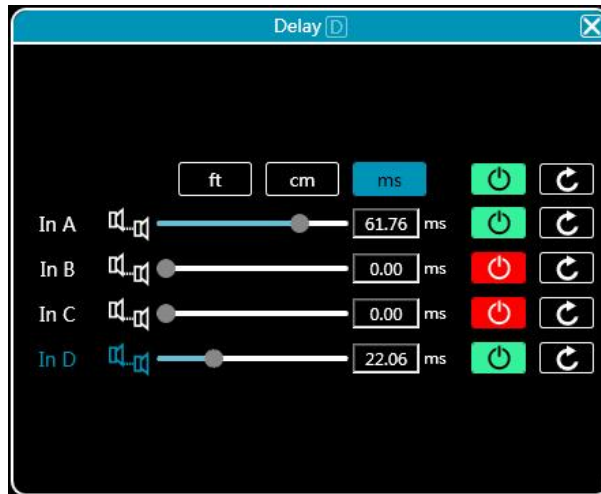 Delay D
ft cm ms
In A 61.76 ms
In B 0.00 ms
In C 0.00 ms
In D 22.06 ms